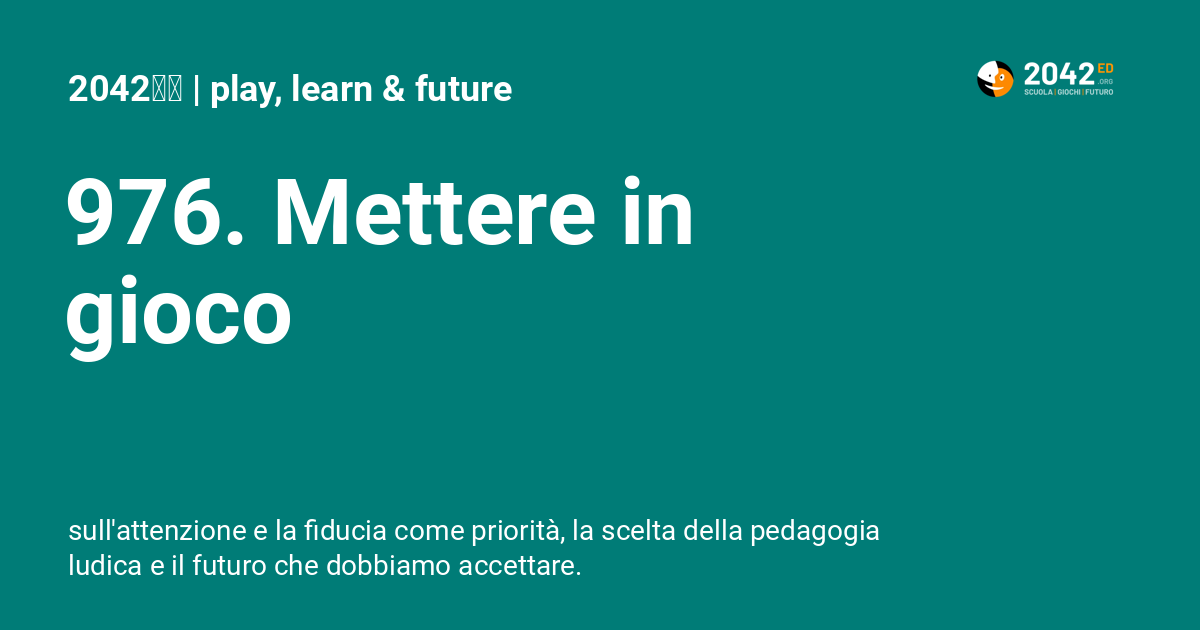 2042 | play, learn & future
2042 ED
.ORG
SCUOLA | GIOCHI | FUTURO
976. Mettere in
gioco
sull'attenzione e la fiducia come priorità, la scelta della pedagogia
ludica e il futuro che dobbiamo accettare.